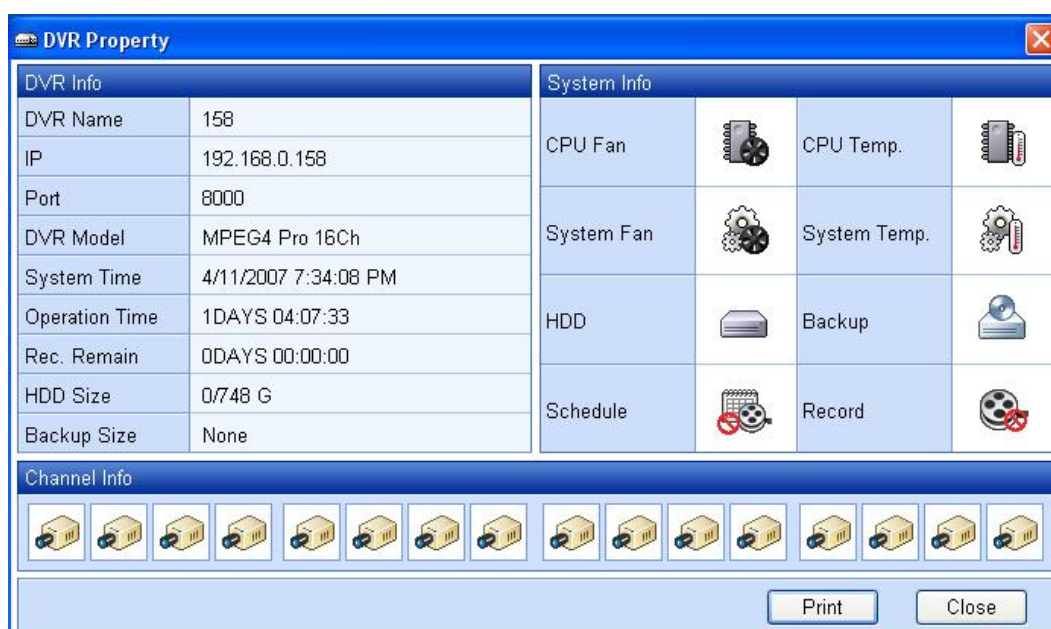 DVR Property
DVR Info
DVR Name 158
IP 192.168.0.158
Port 8000
DVR Model MPEG4 Pro 16Ch
System Time 4/11/2007 7:34:08 PM
Operation Time 1DAYS 04:07:33
Rec. Remain 0DAYS 00:00:00
HDD Size 0/748 G
Backup Size None
System Info
CPU Fan CPU Temp.
System Fan System Temp.
HDD Backup
Schedule Record
Channel Info
Print Close